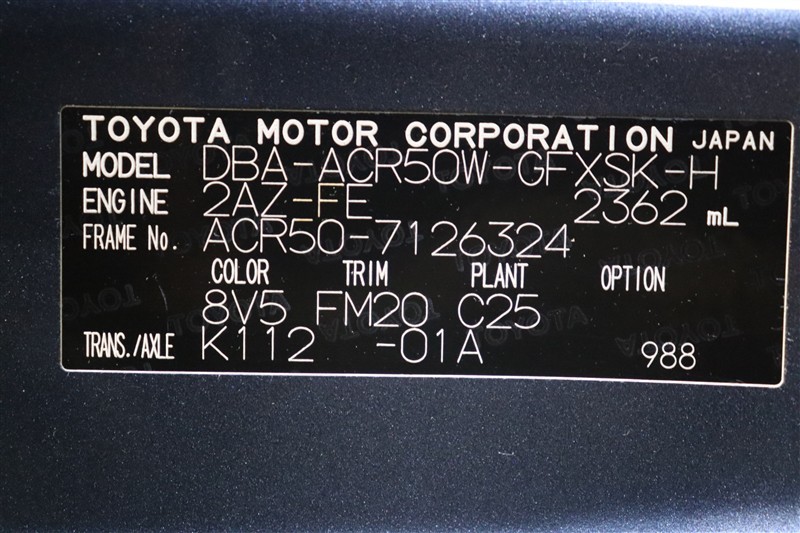 TOYOTA MOTOR CORPORATION JAPAN
MODEL DBA-ACR50W-GFXSK-H
ENGINE 2AZ-FE 2362 mL
FRAME No. ACR50-7126324
COLOR TRIM PLANT OPTION
8V5 FM20 C25
TRANS./AXLE K112 -01A 988